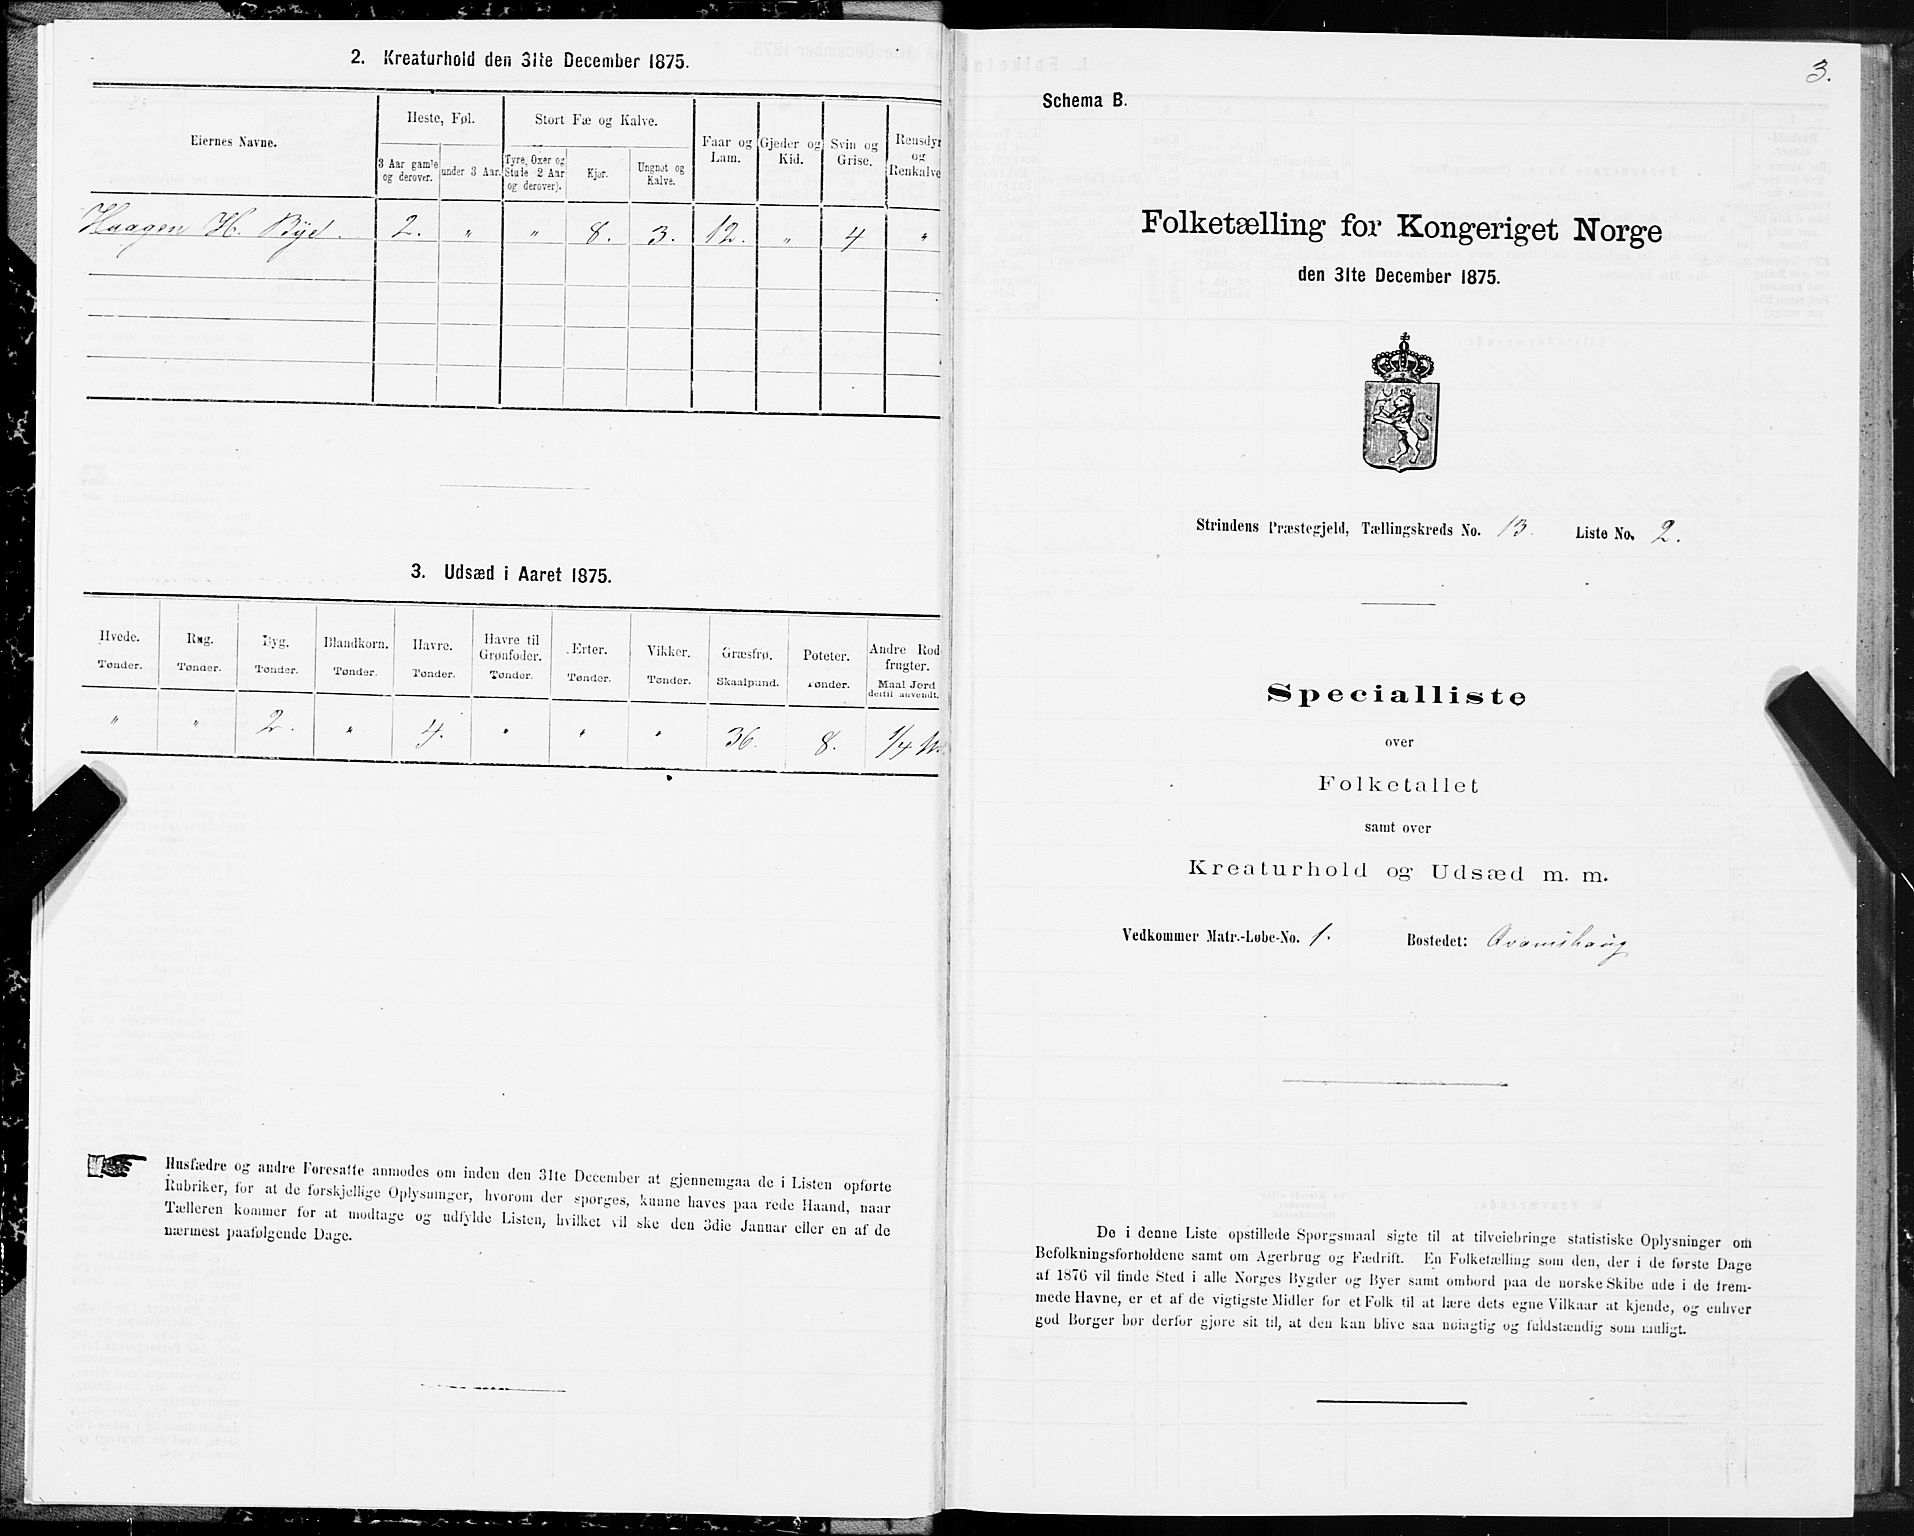 2. Kreaturhold den 31te December 1875.
Eiernes Navne.
Heste, Føl.
Stort Fæ og Kalve.
Faar og Lam.
Gjeder og Kid.
Svin og Grise.
Rensdyr og Renkalve
3 Aar gamle og derover.
under 3 Aar.
Tyre, Oxer og Stude 2 Aar og derover).
Kjør.
Ungnøt og Kalve.
Haagen H. Bye. 2. " " 8. 3. 12. " 4 "
3. Udsæd i Aaret 1875.
Hvede. Rug. Byg. Blandkorn. Havre. Havre til Grønfoder. Ærter. Vikker. Græsfrø. Poteter. Andre Rodfrugter.
Tønder. Tønder. Tønder. Tønder. Tønder. Tønder. Tønder. Tønder. Skaalpund. Tønder. Maal Jord dertil anvendt.
" " 2. " 4. " " " 36. 8. 1/4 M
Husfædre og andre Foresatte anmodes om inden den 31te December at gjennemgaa de i Listen opførte
Rubriker, for at de forskjellige Oplysninger, hvorom der spørges, kunne haves paa rede Haand, naar
Tælleren kommer for at modtage og udfylde Listen, hvilket vil ske den 3die Januar eller en af de
nærmest paafølgende Dage.
3.
Schema B.
Folketælling for Kongeriget Norge
den 31te December 1875.
Strindens Præstegjeld, Tællingskreds No. 13. Liste No. 2.
Specialliste
over
Folketallet
samt over
Kreaturhold og Udsæd m. m.
Vedkommer Matr.-Løbe-No. 1. Bostedet:
De i denne Liste opstillede Spørgsmaal sigte til at tilveiebringe statistiske Oplysninger om
Befolkningsforholdene samt om Agerbrug og Fædrift. En Folketælling som den, der i de første Dage
af 1876 vil finde Sted i alle Norges Bygder og Byer samt ombord paa de norske Skibe ude i de frem-
mede Havne, er et af de vigtigste Midler for et Folk til at lære dets egne Vilkaar at kjende, og enhver
god Borger bør derfor gjøre sit til, at den kan blive saa nøiagtig og fuldstændig som muligt.